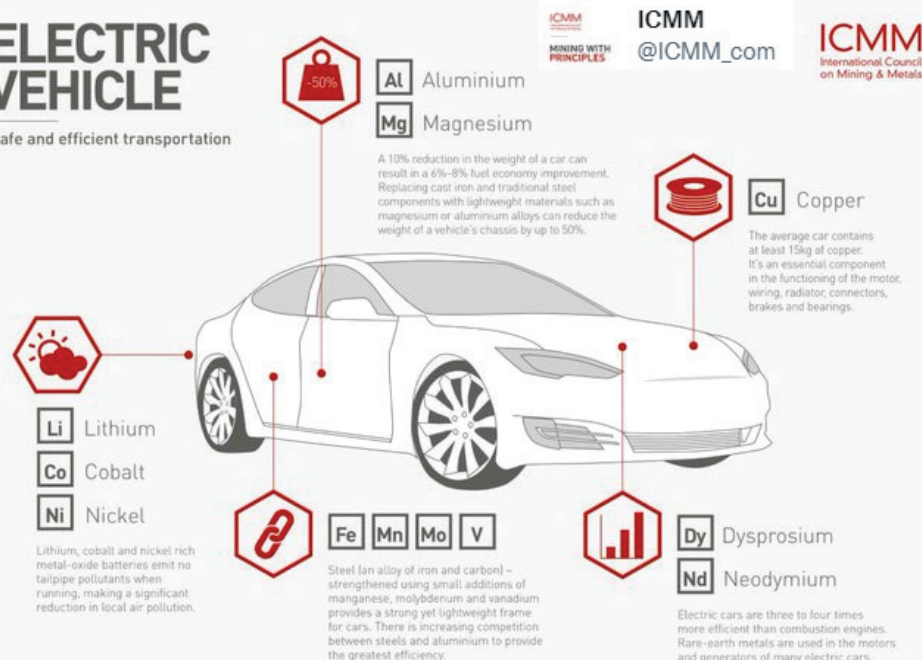 ELECTRIC
VEHICLE
afe and efficient transportation
ICMM
MINING WITH
PRINCIPLES
ICMM
@ICMM_com
ICMM
International Council
on Mining & Metals
-50%
Al Aluminium
Mg Magnesium
A 10% reduction in the weight of a car can
result in a 6%-8% fuel economy improvement.
Replacing cast iron and traditional steel
components with lightweight materials such as
magnesium or aluminium alloys can reduce the
weight of a vehicle's chassis by up to 50%.
Cu Copper
The average car contains
at least 15kg of copper.
It's an essential component
in the functioning of the motor,
wiring, radiator, connectors,
brakes and bearings.
Li Lithium
Co Cobalt
Ni Nickel
Lithium, cobalt and nickel rich
metal-oxide batteries emit no
tailpipe pollutants when
running, making a significant
reduction in local air pollution.
Fe Mn Mo V
Steel (an alloy of iron and carbon) –
strengthened using small additions of
manganese, molybdenum and vanadium
provides a strong yet lightweight frame
for cars. There is increasing competition
between steels and aluminium to provide
the greatest efficiency.
Dy Dysprosium
Nd Neodymium
Electric cars are three to four times
more efficient than combustion engines.
Rare-earth metals are used in the motors
and generators of many electric cars.